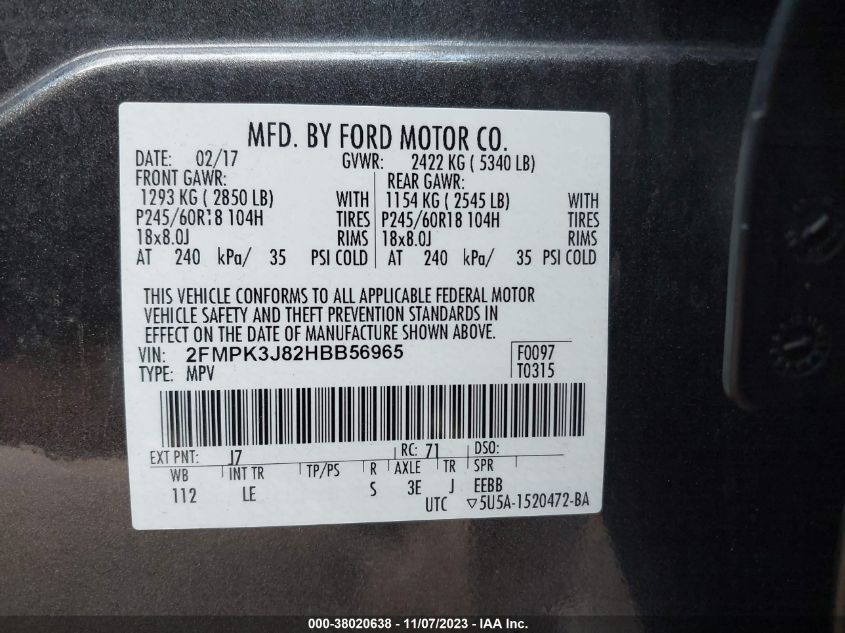 MFD. BY FORD MOTOR CO.
DATE: 02/17 GVWR: 2422 KG ( 5340 LB)
FRONT GAWR: REAR GAWR:
1293 KG ( 2850 LB) WITH 1154 KG ( 2545 LB) WITH
P245/60R18 104H TIRES P245/60R18 104H TIRES
18x8.0J RIMS 18x8.0J RIMS
AT 240 kPa/ 35 PSI COLD AT 240 kPa/ 35 PSI COLD
THIS VEHICLE CONFORMS TO ALL APPLICABLE FEDERAL MOTOR
VEHICLE SAFETY AND THEFT PREVENTION STANDARDS IN
EFFECT ON THE DATE OF MANUFACTURE SHOWN ABOVE.
VIN: 2FMPK3J82HBB56965 F0097
TYPE: MPV T0315
EXT PNT: J7 RC: 71 DSO:
WB INT TR TP/PS R AXLE TR SPR
112 LE S 3E J EEBB
UTC ▽5U5A-1520472-BA
000-38020638 - 11/07/2023 - IAA Inc.